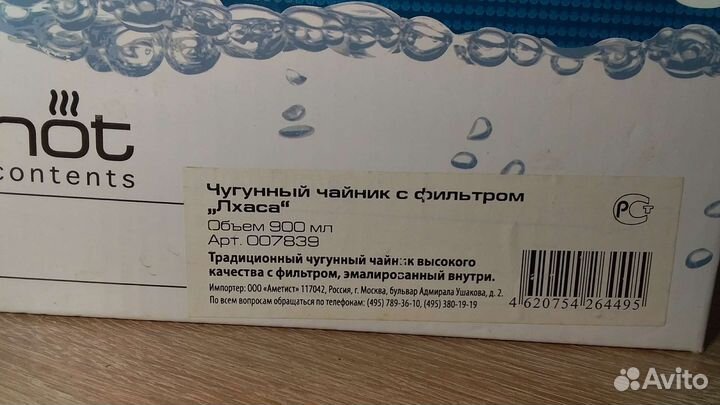 hot
contents
Чугунный чайник с фильтром
„Лхаса“
Объем 900 мл
Арт. 007839
Традиционный чугунный чайник высокого
качества с фильтром, эмалированный внутри.
Импортер: ООО «Аметист» 117042, Россия, г. Москва, бульвар Адмирала Ушакова, д. 2.
По всем вопросам обращаться по телефонам: (495) 789-36-10, (495) 380-19-19
РСТ
4 620754 264495
Avito